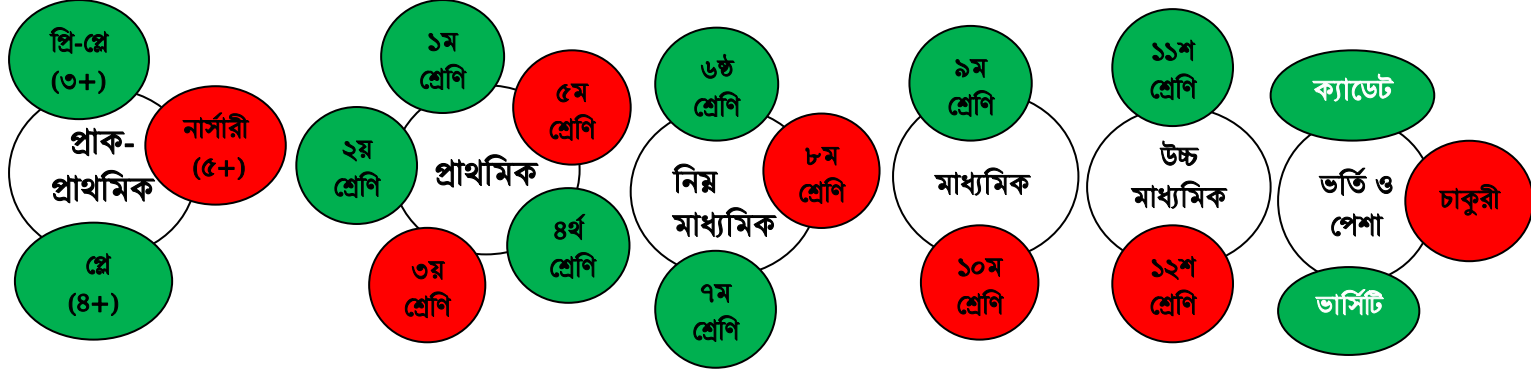 প্রি-প্লে
(৩+)
প্রাক-
প্রাথমিক
নার্সারী
(৫+)
প্লে
(৪+)
১ম
শ্রেণি
৫ম
শ্রেণি
২য়
শ্রেণি
প্রাথমিক
৩য়
শ্রেণি
৪র্থ
শ্রেণি
৬ষ্ঠ
শ্রেণি
নিম্ন
মাধ্যমিক
৮ম
শ্রেণি
৭ম
শ্রেণি
৯ম
শ্রেণি
মাধ্যমিক
১০ম
শ্রেণি
১১শ
শ্রেণি
উচ্চ
মাধ্যমিক
১২শ
শ্রেণি
ক্যাডেট
ভর্তি ও
পেশা
চাকুরী
ভার্সিটি